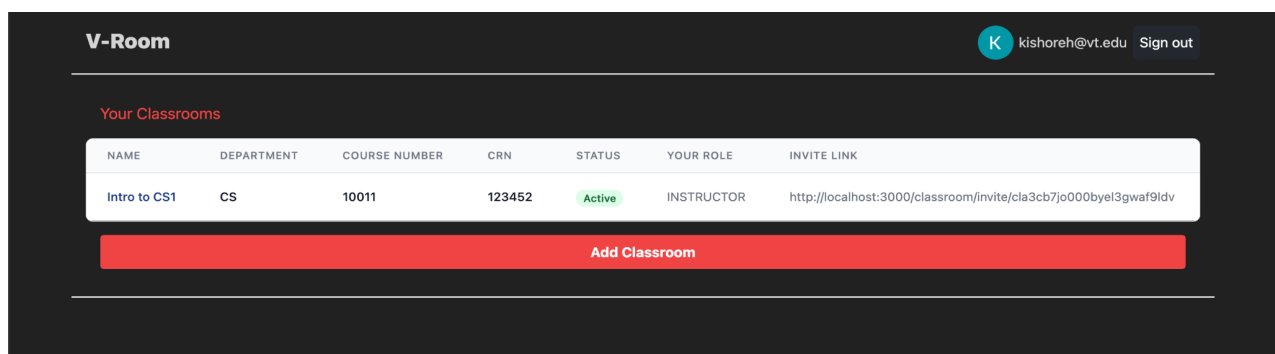 V-Room
K kishoreh@vt.edu Sign out
Your Classrooms
NAME DEPARTMENT COURSE NUMBER CRN STATUS YOUR ROLE INVITE LINK
Intro to CS1 CS 10011 123452 Active INSTRUCTOR http://localhost:3000/classroom/invite/cla3cb7jo000byel3gwaf9ldv
Add Classroom